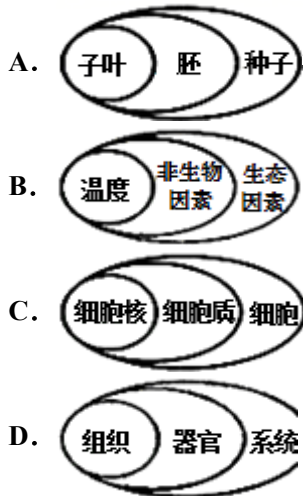 A. 子叶 胚 种子
B. 温度 非生物因素 生态因素
C. 细胞核 细胞质 细胞
D. 组织 器官 系统